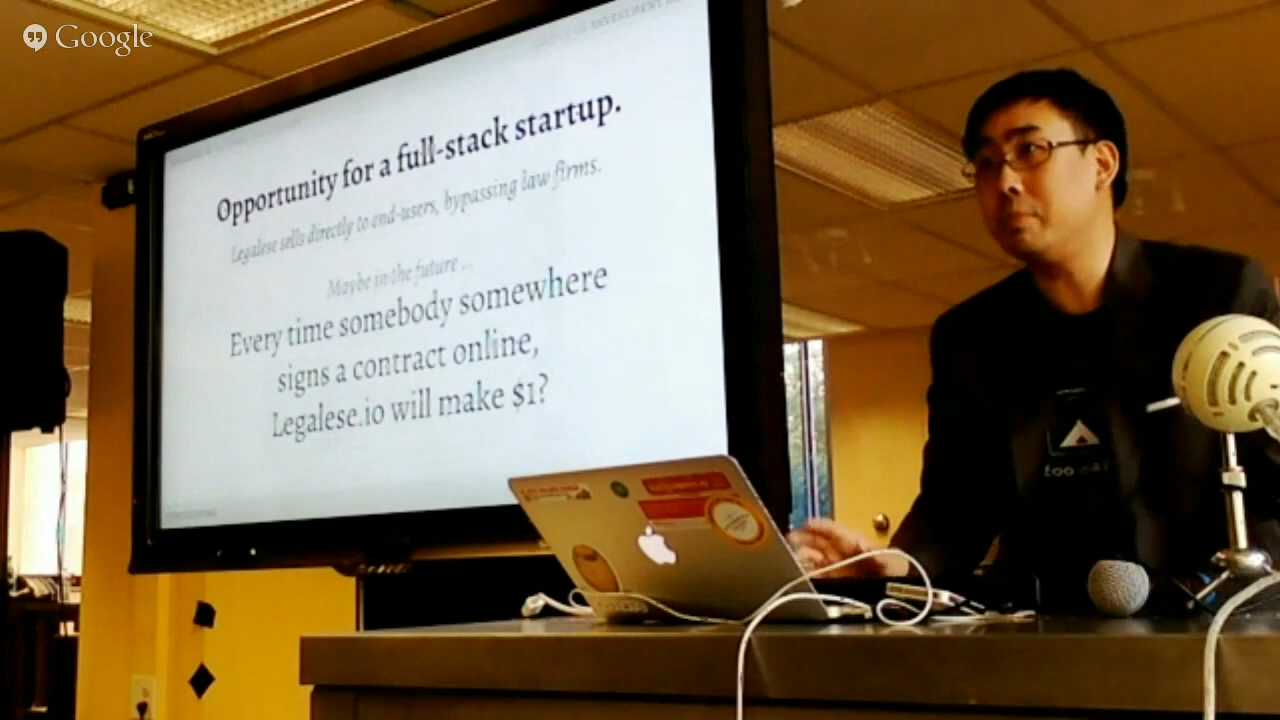 Google
Opportunity for a full-stack startup.
Legalese sells directly to end-users, bypassing law firms.
Maybe in the future ...
Every time somebody somewhere
signs a contract online,
Legalese.io will make $1?